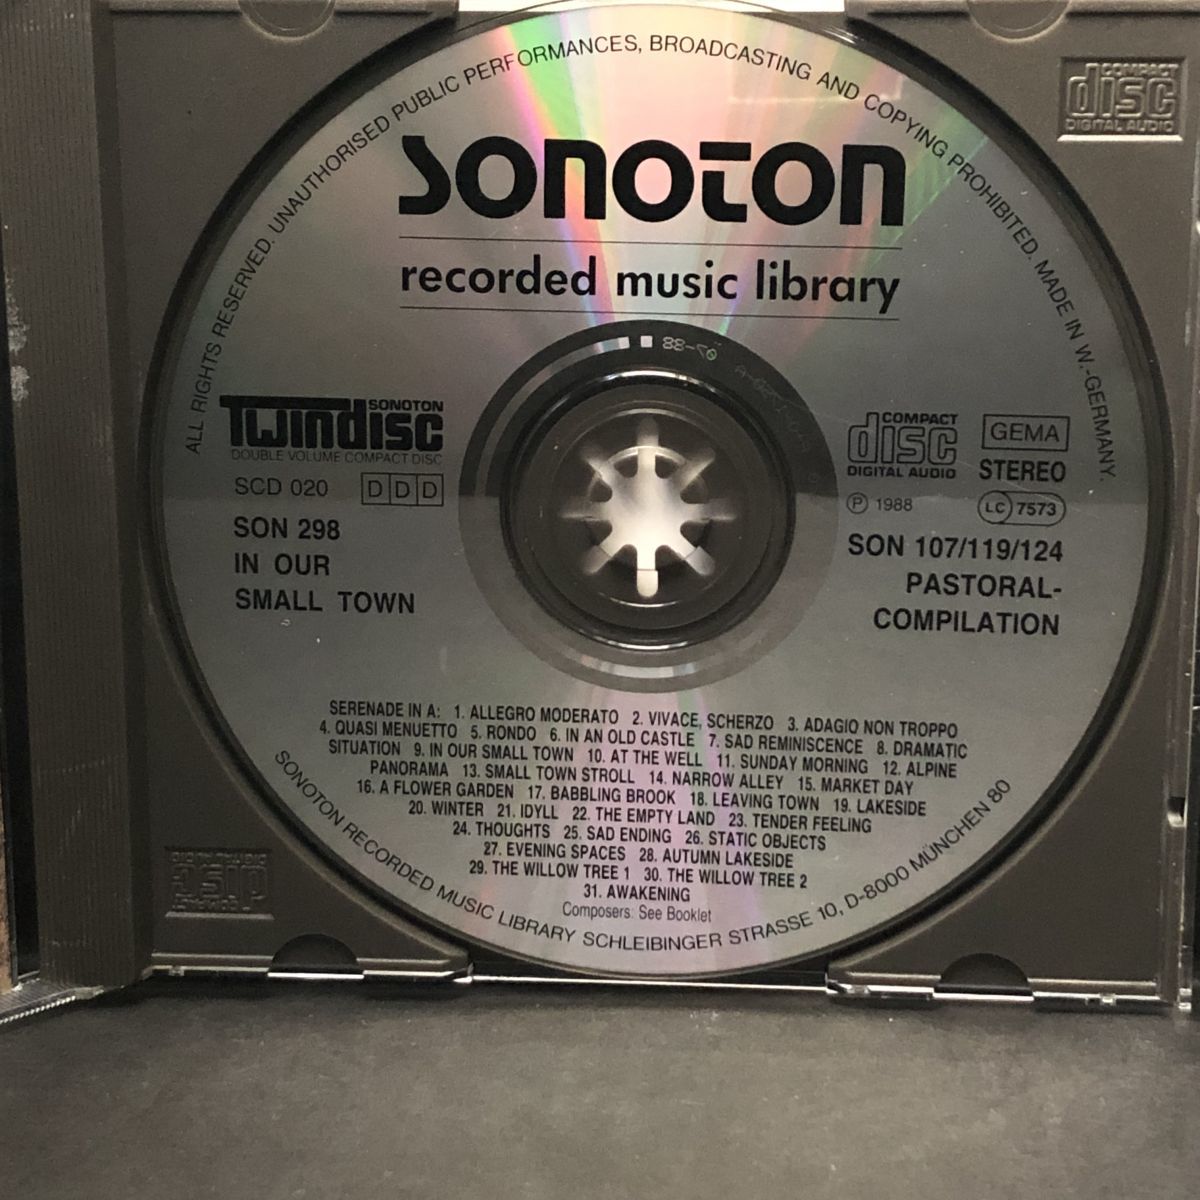 ALL RIGHTS RESERVED. UNAUTHORISED PUBLIC PERFORMANCES, BROADCASTING AND COPYING PROHIBITED. MADE IN W.-GERMANY.
COMPACT
disc
DIGITAL AUDIO
SONOTON
recorded music library
88-
SONOTON
TWINDISC
DOUBLE VOLUME COMPACT DISC
SCD 020 DDD
SON 298
IN OUR
SMALL TOWN
COMPACT
disc
DIGITAL AUDIO
GEMA
STEREO
Ⓟ 1988
LC 7573
SON 107/119/124
PASTORAL-
COMPILATION
SERENADE IN A: 1. ALLEGRO MODERATO 2. VIVACE, SCHERZO 3. ADAGIO NON TROPPO
4. QUASI MENUETTO 5. RONDO 6. IN AN OLD CASTLE 7. SAD REMINISCENCE 8. DRAMATIC
SITUATION 9. IN OUR SMALL TOWN 10. AT THE WELL 11. SUNDAY MORNING 12. ALPINE
PANORAMA 13. SMALL TOWN STROLL 14. NARROW ALLEY 15. MARKET DAY
16. A FLOWER GARDEN 17. BABBLING BROOK 18. LEAVING TOWN 19. LAKESIDE
20. WINTER 21. IDYLL 22. THE EMPTY LAND 23. TENDER FEELING
24. THOUGHTS 25. SAD ENDING 26. STATIC OBJECTS
27. EVENING SPACES 28. AUTUMN LAKESIDE
29. THE WILLOW TREE 1 30. THE WILLOW TREE 2
31. AWAKENING
Composers: See Booklet
SONOTON RECORDED MUSIC LIBRARY SCHLEIBINGER STRASSE 10, D-8000 MÜNCHEN 80
COMPACT
disc
DIGITAL AUDIO